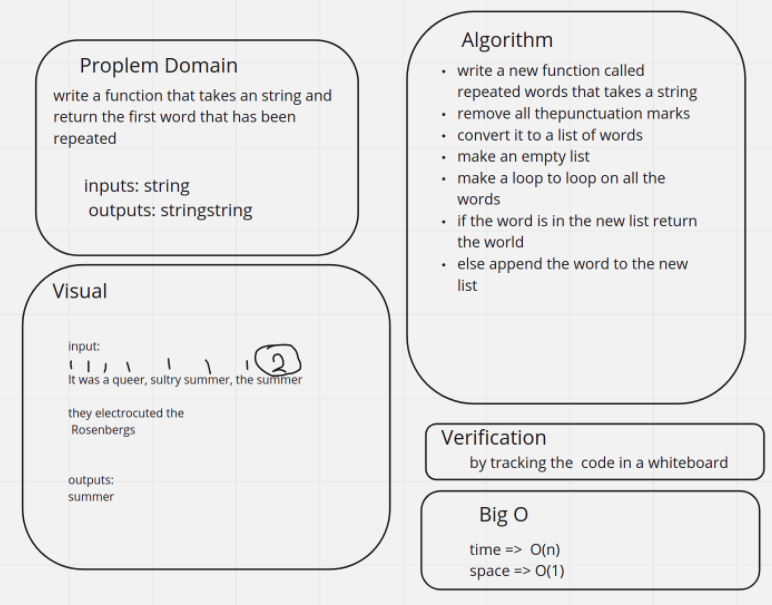 Proplem Domain
write a function that takes an string and
return the first word that has been
repeated
inputs: string
outputs: stringstring
Visual
input:
2
It was a queer, sultry summer, the summer
they electrocuted the
Rosenbergs
outputs:
summer
Algorithm
• write a new function called
repeated words that takes a string
• remove all thepunctuation marks
• convert it to a list of words
• make an empty list
• make a loop to loop on all the
words
• if the word is in the new list return
the world
• else append the word to the new
list
Verification
by tracking the code in a whiteboard
Big O
time => O(n)
space => O(1)